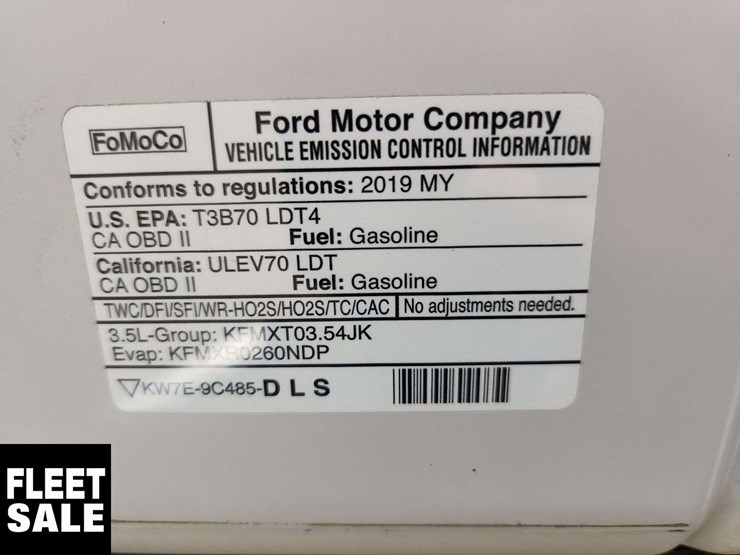 FoMoCo
Ford Motor Company
VEHICLE EMISSION CONTROL INFORMATION
Conforms to regulations: 2019 MY
U.S. EPA: T3B70 LDT4
CA OBD II Fuel: Gasoline
California: ULEV70 LDT
CA OBD II Fuel: Gasoline
TWC/DFI/SFI/WR-HO2S/HO2S/TC/CAC No adjustments needed.
3.5L-Group: KFMXT03.54JK
Evap: KFMXR0260NDP
KW7E-9C485-D L S
FLEET
SALE